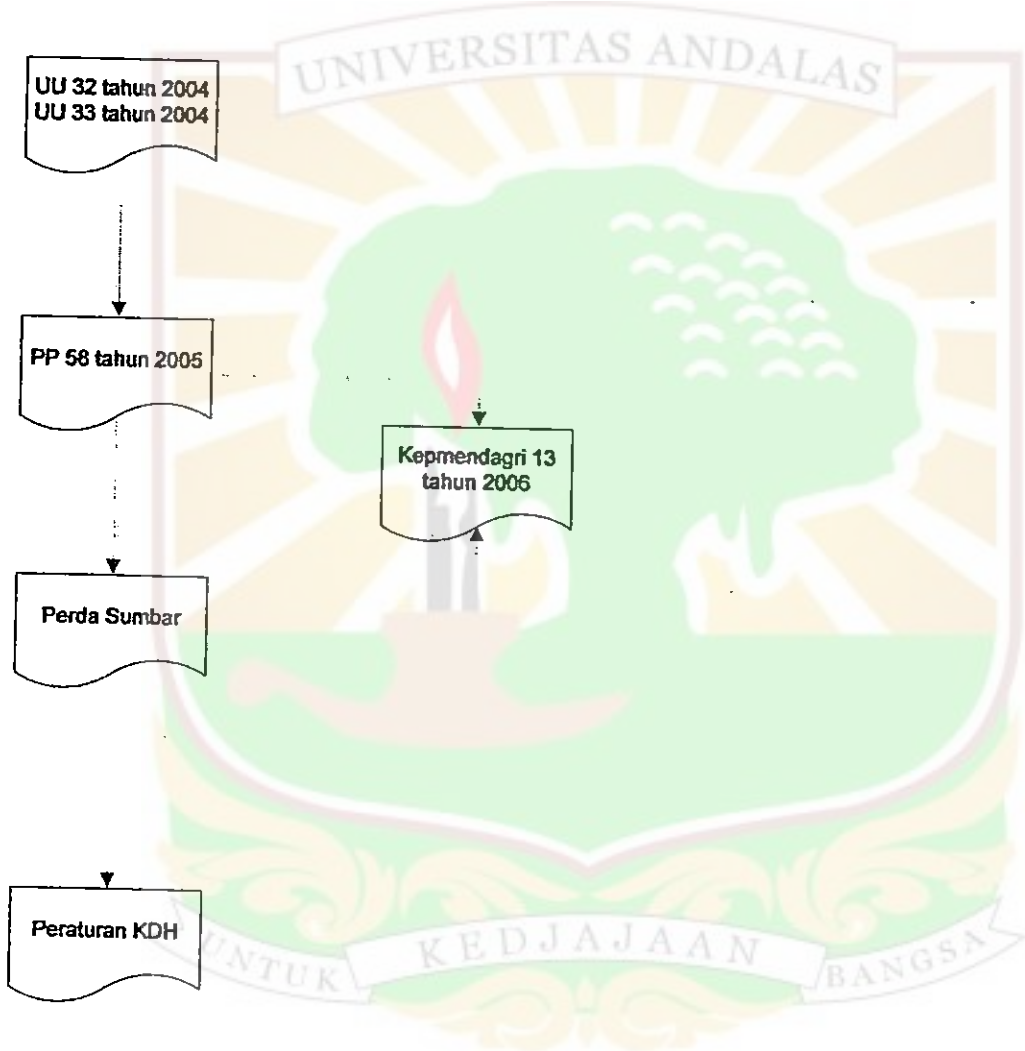 UNIVERSITAS ANDALAS
UU 32 tahun 2004
UU 33 tahun 2004
PP 58 tahun 2005
Kepmendagri 13
tahun 2006
Perda Sumbar
Peraturan KDH
UNTUK KEDJAJAAN BANGSA